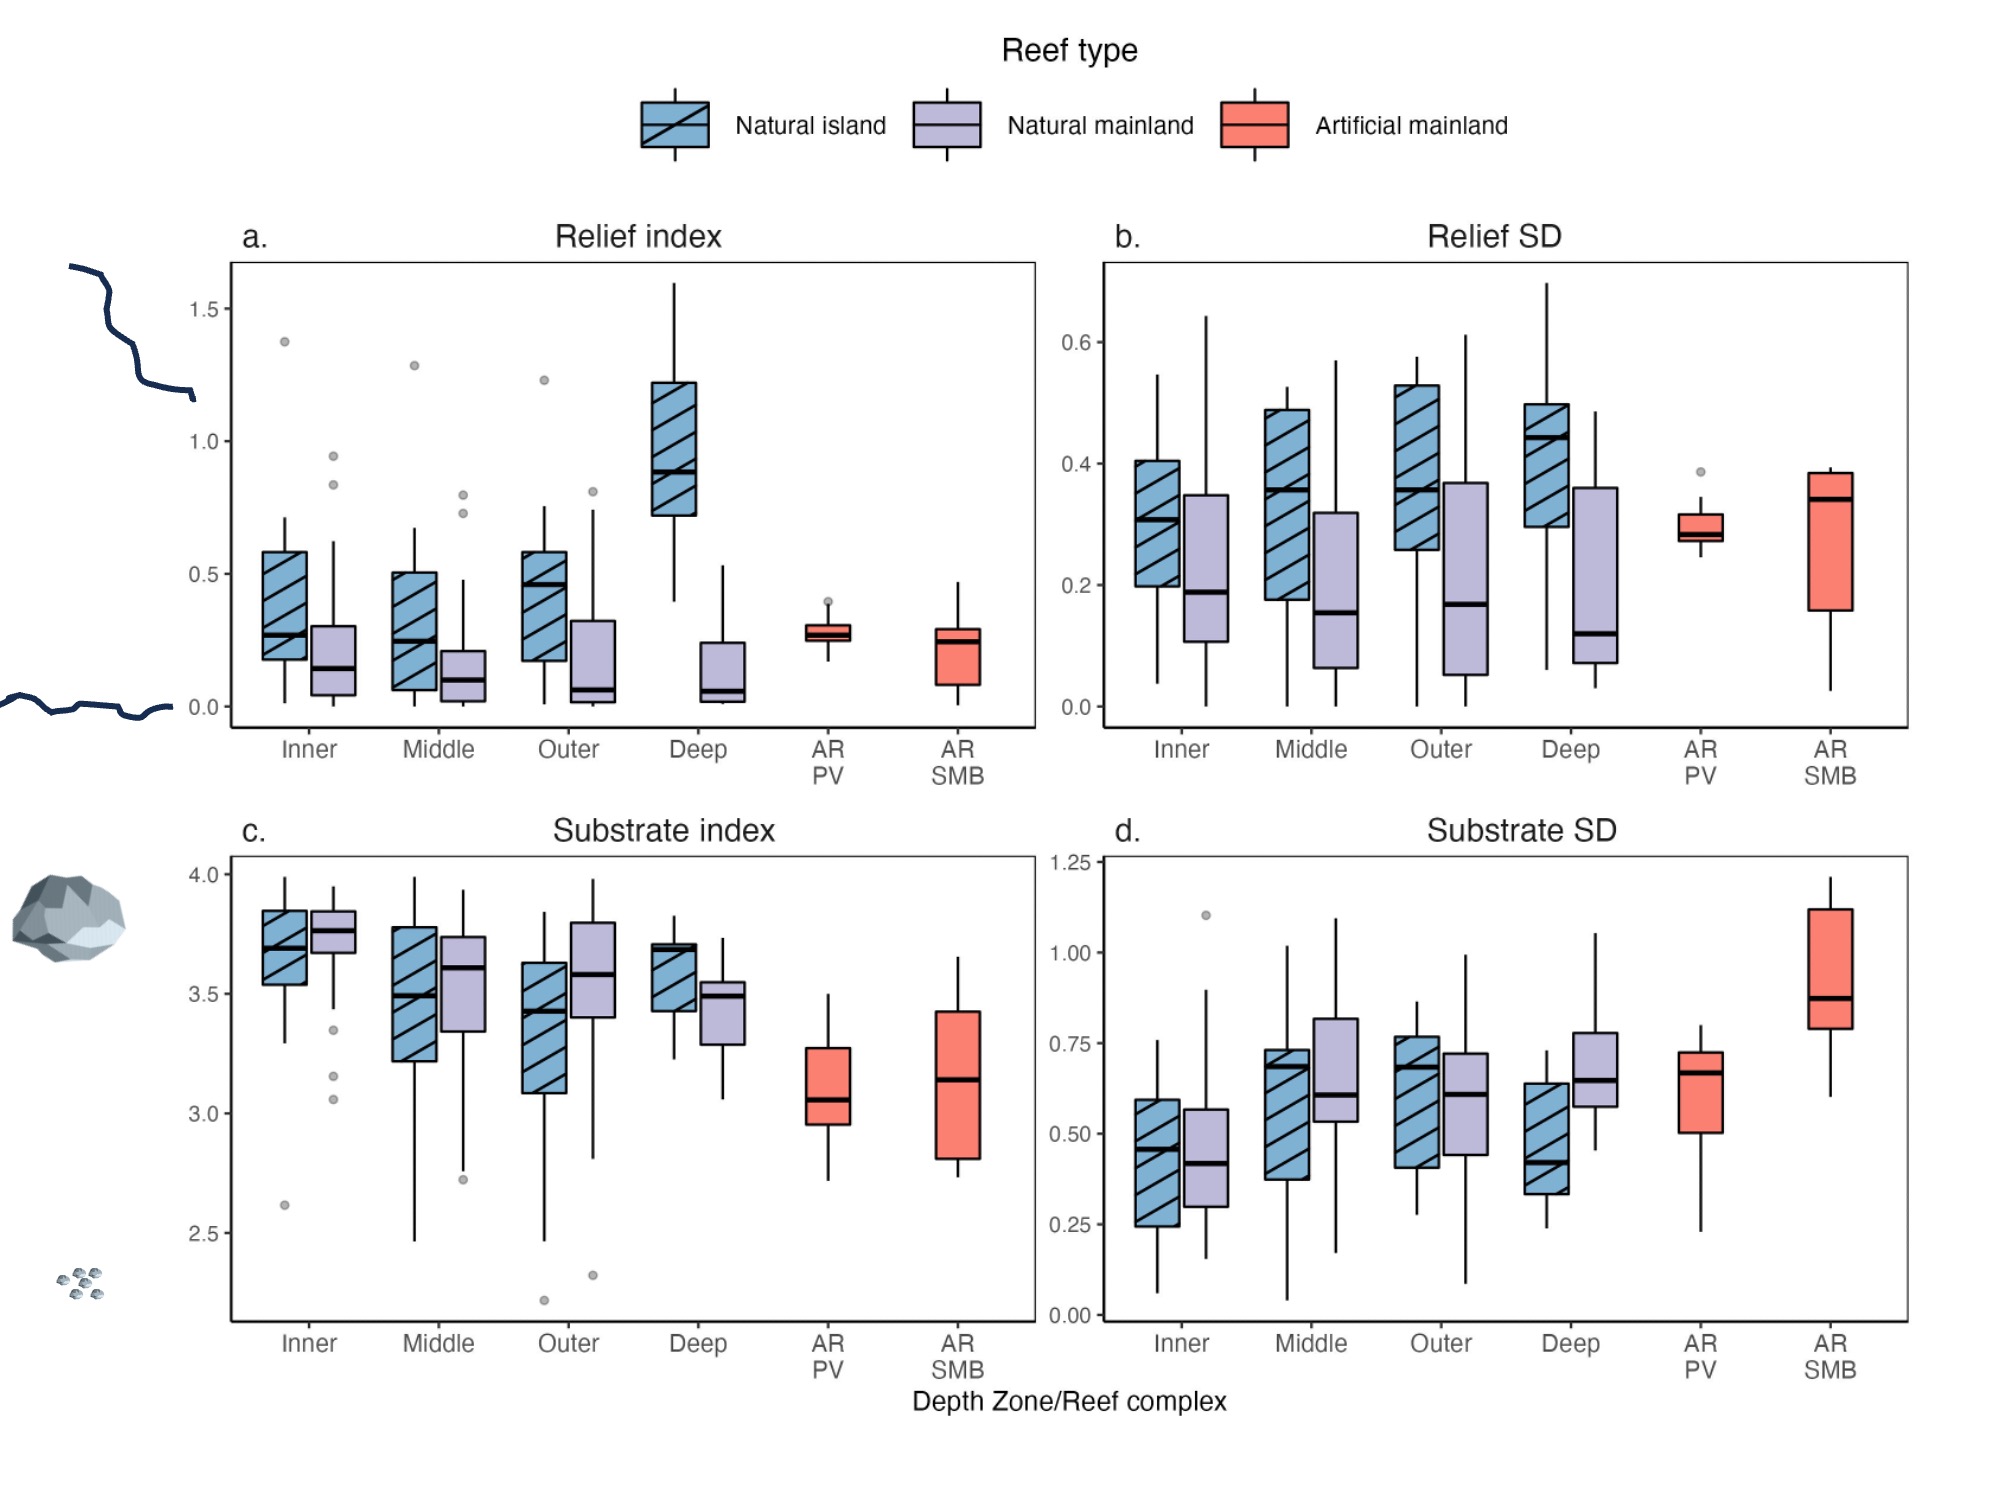 Reef type
Natural island Natural mainland Artificial mainland
a. Relief index
1.5
1.0
0.5
0.0
Inner Middle Outer Deep AR PV AR SMB
b. Relief SD
0.6
0.4
0.2
0.0
Inner Middle Outer Deep AR PV AR SMB
c. Substrate index
4.0
3.5
3.0
2.5
Inner Middle Outer Deep AR PV AR SMB
d. Substrate SD
1.25
1.00
0.75
0.50
0.25
0.00
Inner Middle Outer Deep AR PV AR SMB
Depth Zone/Reef complex